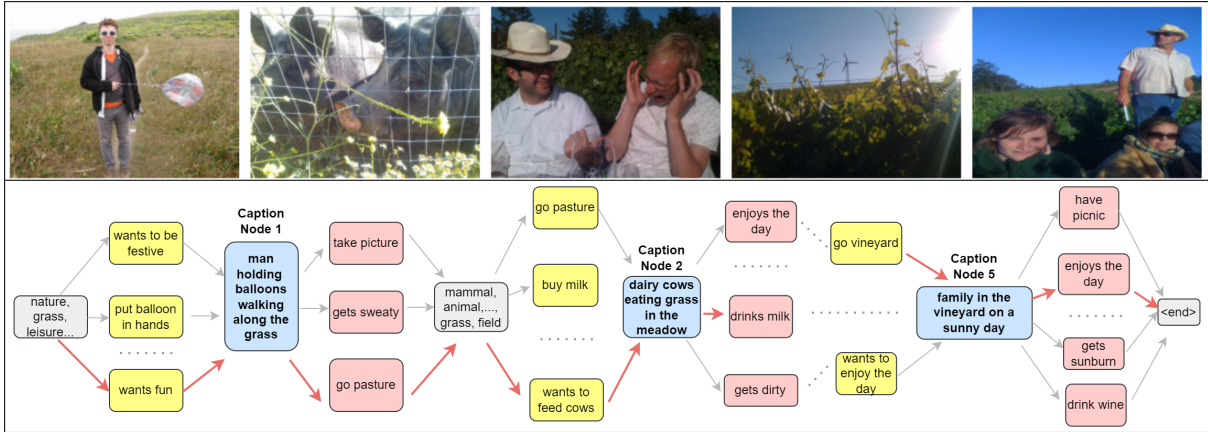 nature,
grass,
leisure...
wants to be
festive
put balloon
in hands
wants fun
Caption
Node 1
man
holding
balloons
walking
along the
grass
take picture
gets sweaty
go pasture
mammal,
animal,...,
grass, field
go pasture
buy milk
wants to
feed cows
Caption
Node 2
dairy cows
eating grass
in the
meadow
enjoys the
day
drinks milk
gets dirty
go vineyard
wants to
enjoy the
day
Caption
Node 5
family in the
vineyard on a
sunny day
have
picnic
enjoys the
day
gets
sunburn
drink wine
<end>